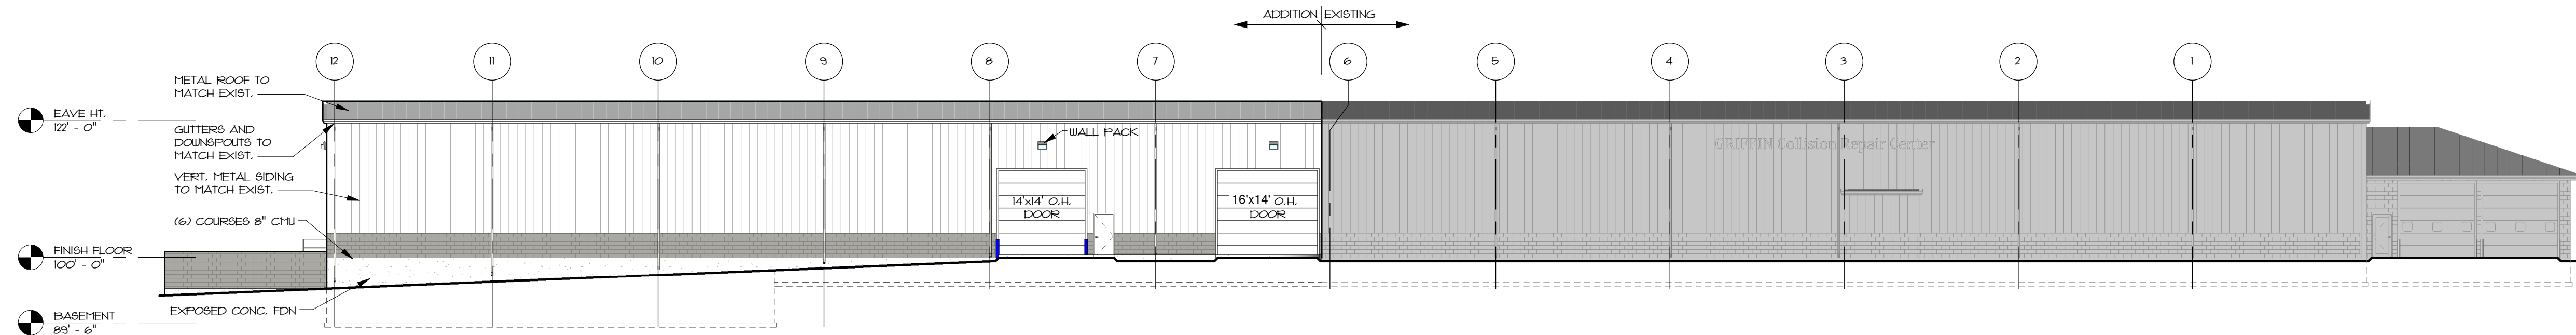 ADDITION EXISTING
12 11 10 9 8 7 6 5 4 3 2 1
METAL ROOF TO
MATCH EXIST.
EAVE HT.
122' - 0"
GUTTERS AND
DOWNSPOUTS TO
MATCH EXIST.
WALL PACK
GRIFFIN Collision Repair Center
VERT. METAL SIDING
TO MATCH EXIST.
14'x14' O.H.
DOOR
16'x14' O.H.
DOOR
(6) COURSES 8" CMU
FINISH FLOOR
100' - 0"
EXPOSED CONC. FDN
BASEMENT
89' - 6"